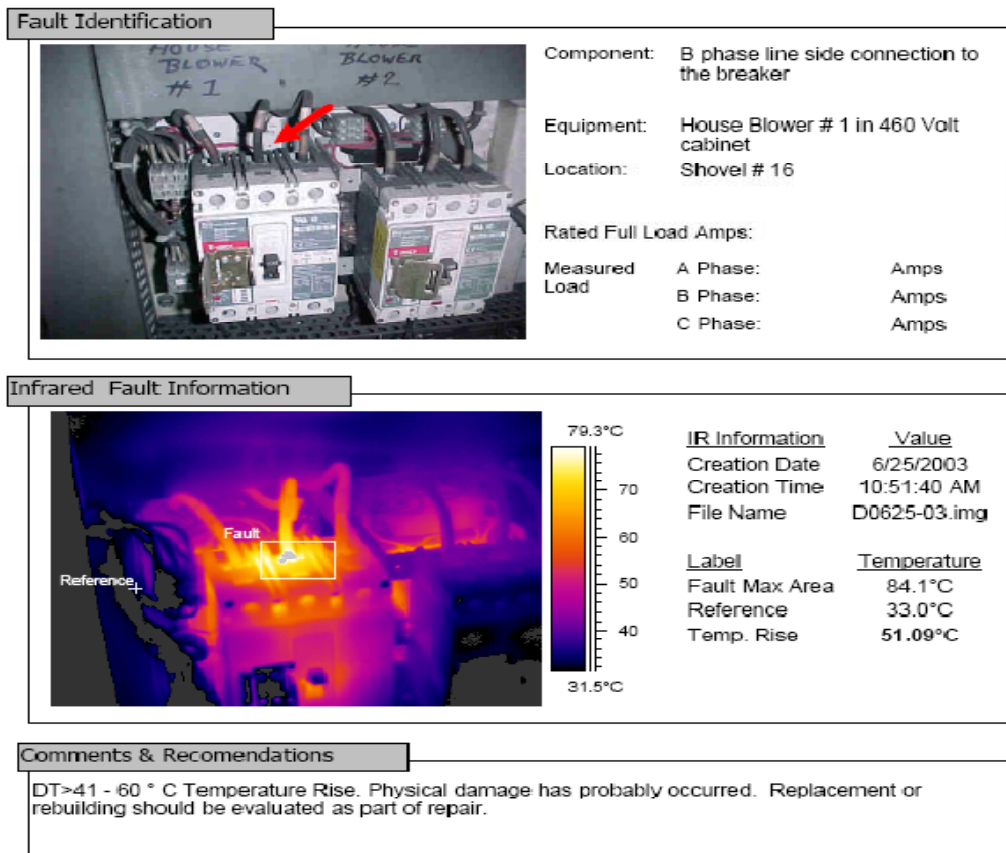 Fault Identification
HOUSE
BLOWER
# 1
HOUSE
BLOWER
#2
Component: B phase line side connection to
the breaker
Equipment: House Blower # 1 in 460 Volt
cabinet
Location: Shovel # 16
Rated Full Load Amps:
Measured
Load
A Phase: Amps
B Phase: Amps
C Phase: Amps
Infrared Fault Information
Fault
Reference
79.3°C
70
60
50
40
31.5°C
IR Information Value
Creation Date 6/25/2003
Creation Time 10:51:40 AM
File Name D0625-03.img
Label Temperature
Fault Max Area 84.1°C
Reference 33.0°C
Temp. Rise 51.09°C
Comments & Recomendations
DT>41 - 60 ° C Temperature Rise. Physical damage has probably occurred. Replacement or
rebuilding should be evaluated as part of repair.